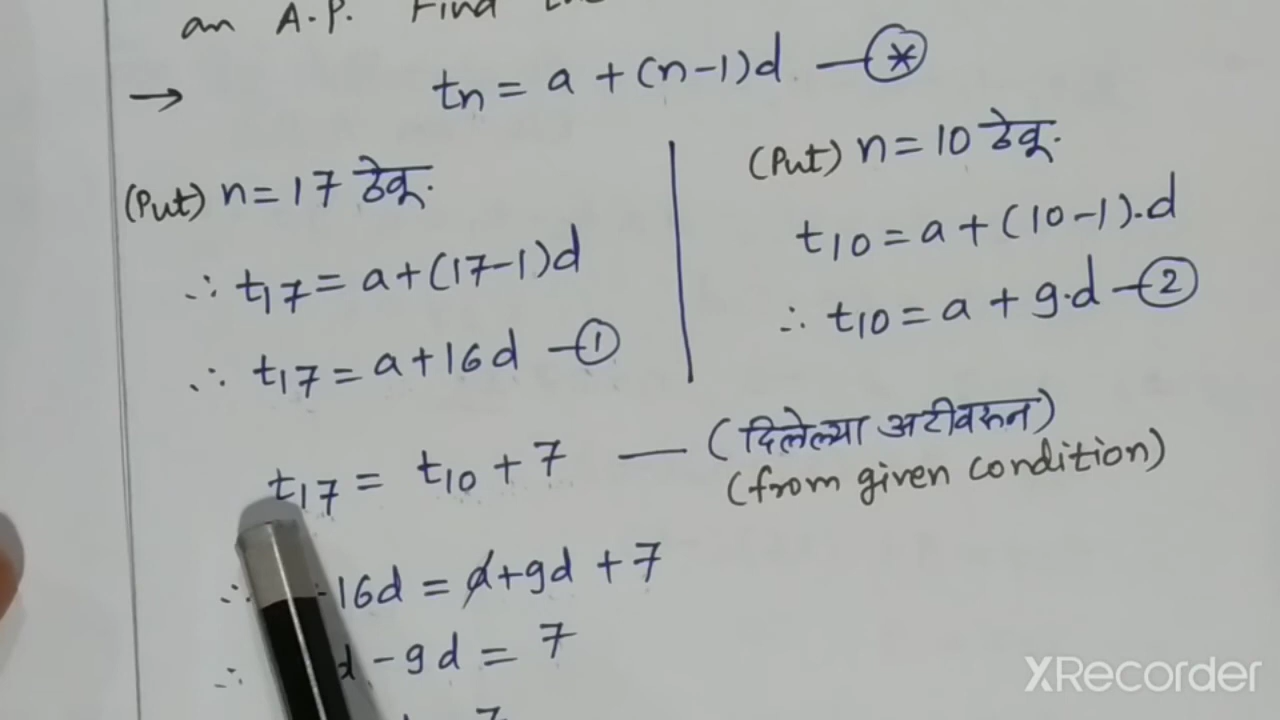 an A.P. Find
→ tn = a + (n-1)d —(*)
(Put) n = 17 ठेवू.
∴ t17 = a+(17-1)d
∴ t17 = a+16d —(1)
(Put) n = 10 ठेवू.
t10 = a+(10-1).d
∴ t10 = a + 9.d —(2)
t17 = t10 + 7 — (दिलेल्या अटीवरून)
(from given condition)
∴ 16d = a+9d +7
∴ d - 9d = 7
7
XRecorder